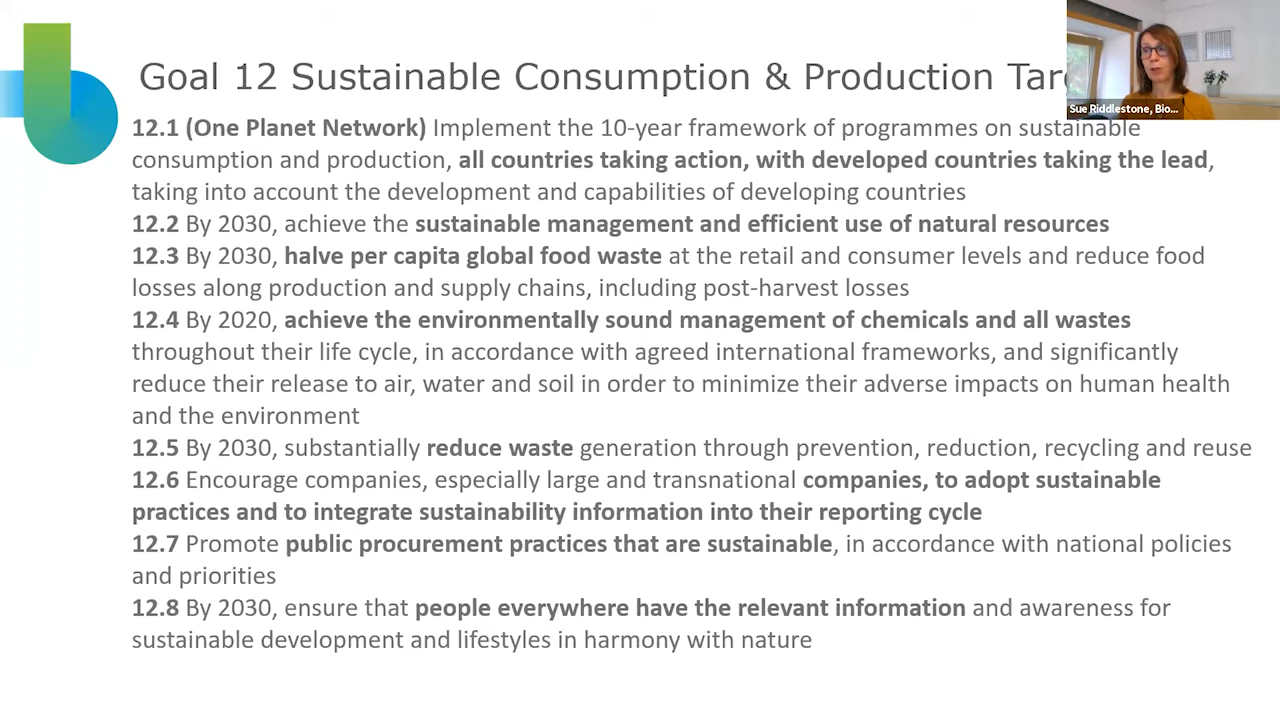 Goal 12 Sustainable Consumption & Production
Sue Riddlestone, Bio...
12.1 (One Planet Network) Implement the 10-year framework of programmes on sustainable
consumption and production, all countries taking action, with developed countries taking the lead,
taking into account the development and capabilities of developing countries
12.2 By 2030, achieve the sustainable management and efficient use of natural resources
12.3 By 2030, halve per capita global food waste at the retail and consumer levels and reduce food
losses along production and supply chains, including post-harvest losses
12.4 By 2020, achieve the environmentally sound management of chemicals and all wastes
throughout their life cycle, in accordance with agreed international frameworks, and significantly
reduce their release to air, water and soil in order to minimize their adverse impacts on human health
and the environment
12.5 By 2030, substantially reduce waste generation through prevention, reduction, recycling and reuse
12.6 Encourage companies, especially large and transnational companies, to adopt sustainable
practices and to integrate sustainability information into their reporting cycle
12.7 Promote public procurement practices that are sustainable, in accordance with national policies
and priorities
12.8 By 2030, ensure that people everywhere have the relevant information and awareness for
sustainable development and lifestyles in harmony with nature